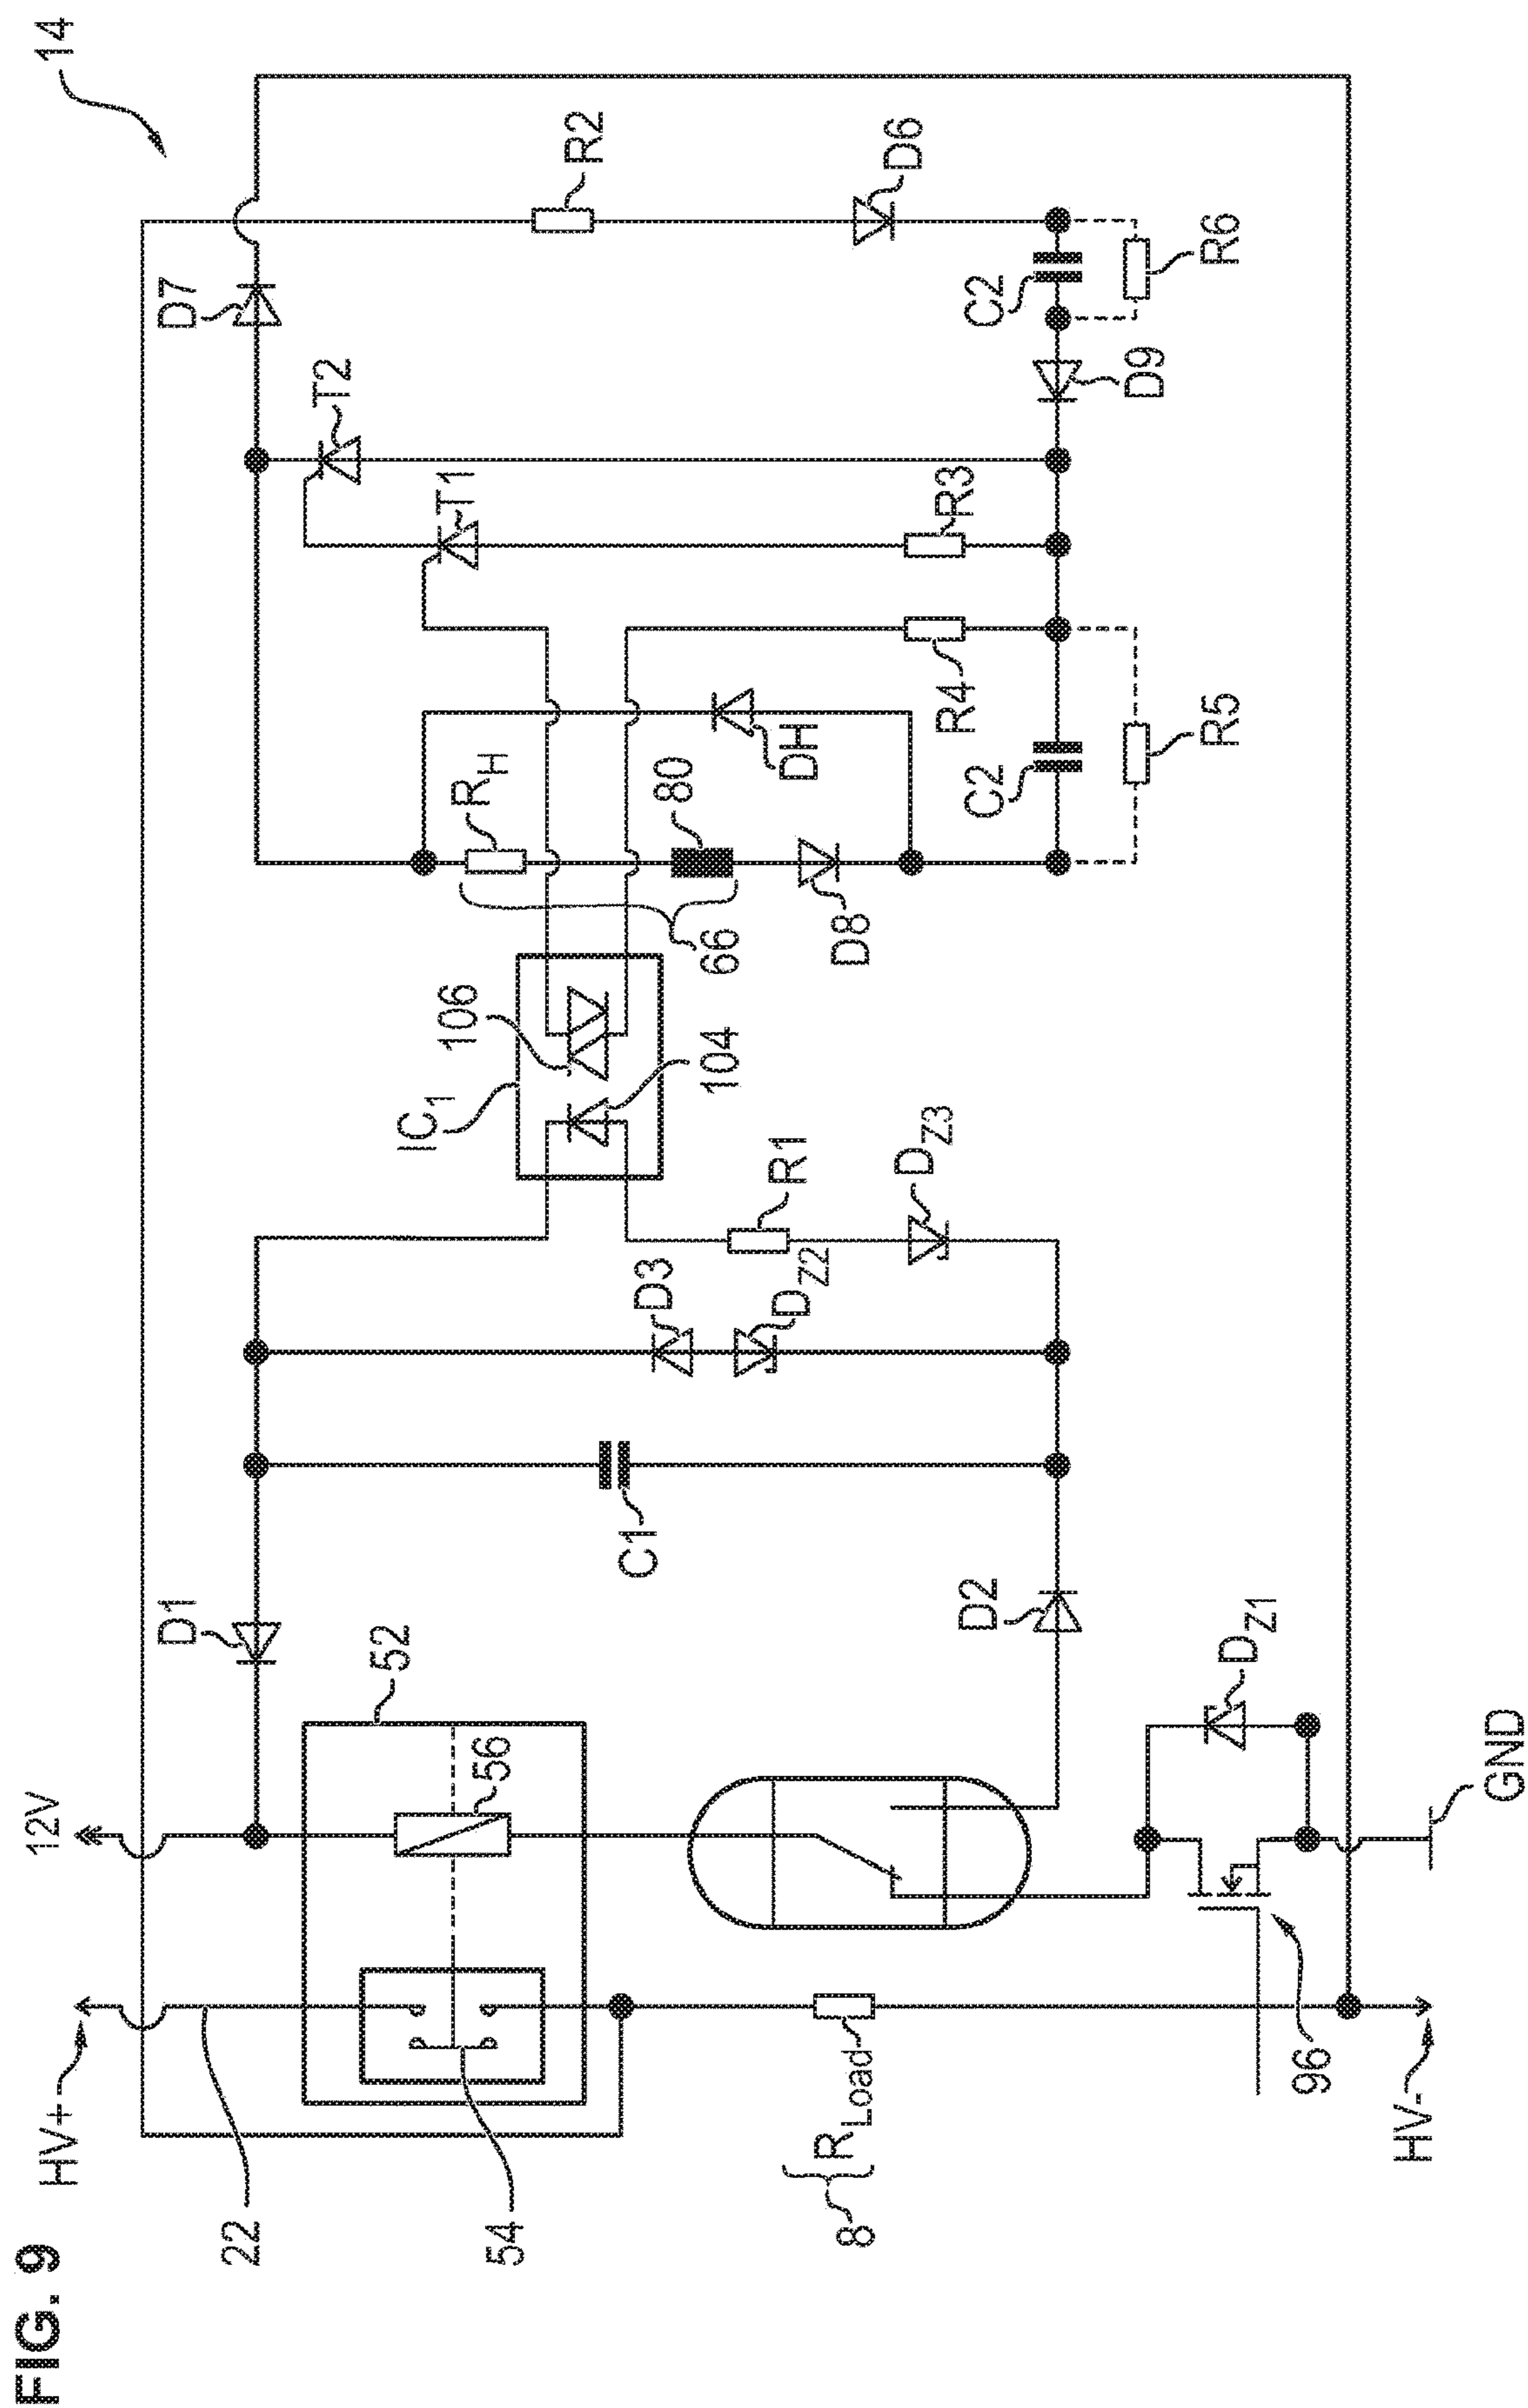 FIG. 9
14
HV+
12V
22
54
52
56
D1
D7
R2
T2
T1
D6
RH
80
DH
66
D8
R3
R4
C2
D9
C2
R6
R5
IC1
106
104
R1
DZ3
D3
DZ2
C1
D2
DZ1
GND
96
8
RLoad
HV-